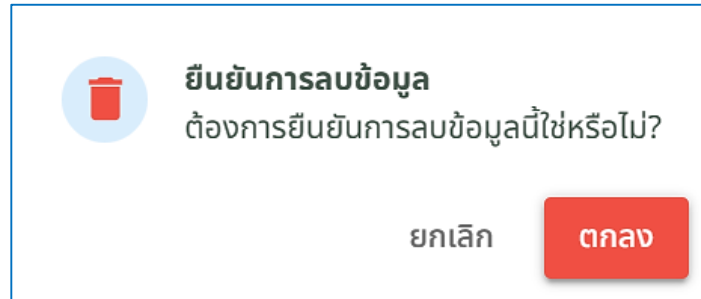 ยืนยันการลบข้อมูล
ต้องการยืนยันการลบข้อมูลนี้ใช่หรือไม่?
ยกเลิก ตกลง